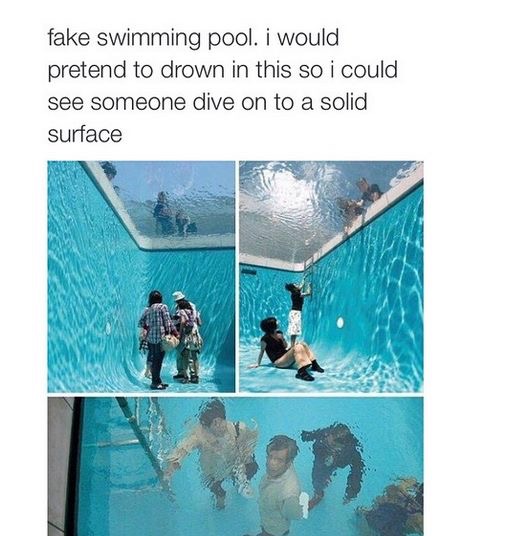 fake swimming pool. i would
pretend to drown in this so i could
see someone dive on to a solid
surface